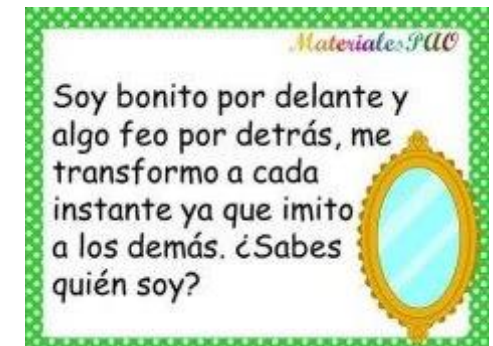 MaterialesPAO
Soy bonito por delante y
algo feo por detrás, me
transformo a cada
instante ya que imito
a los demás. ¿Sabes
quién soy?